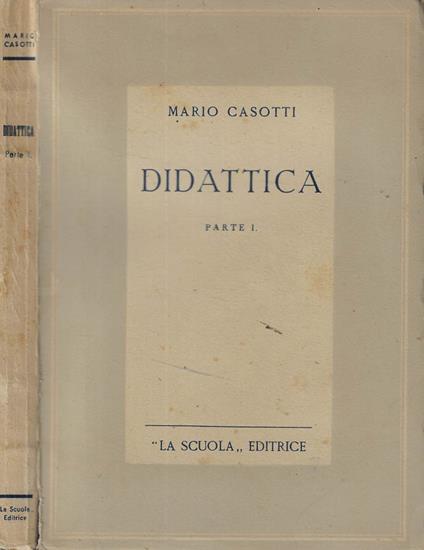 MARIO
CASOTTI
DIDATTICA
Parte I.
La Scuola„
Editrice
MARIO CASOTTI
DIDATTICA
PARTE I.
"LA SCUOLA„ EDITRICE